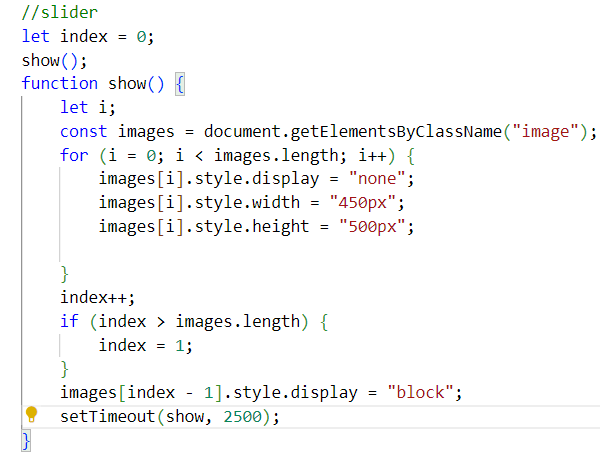 //slider
let index = 0;
show();
function show() {
    let i;
    const images = document.getElementsByClassName("image");
    for (i = 0; i < images.length; i++) {
        images[i].style.display = "none";
        images[i].style.width = "450px";
        images[i].style.height = "500px";
    }
    index++;
    if (index > images.length) {
        index = 1;
    }
    images[index - 1].style.display = "block";
    setTimeout(show, 2500);
}